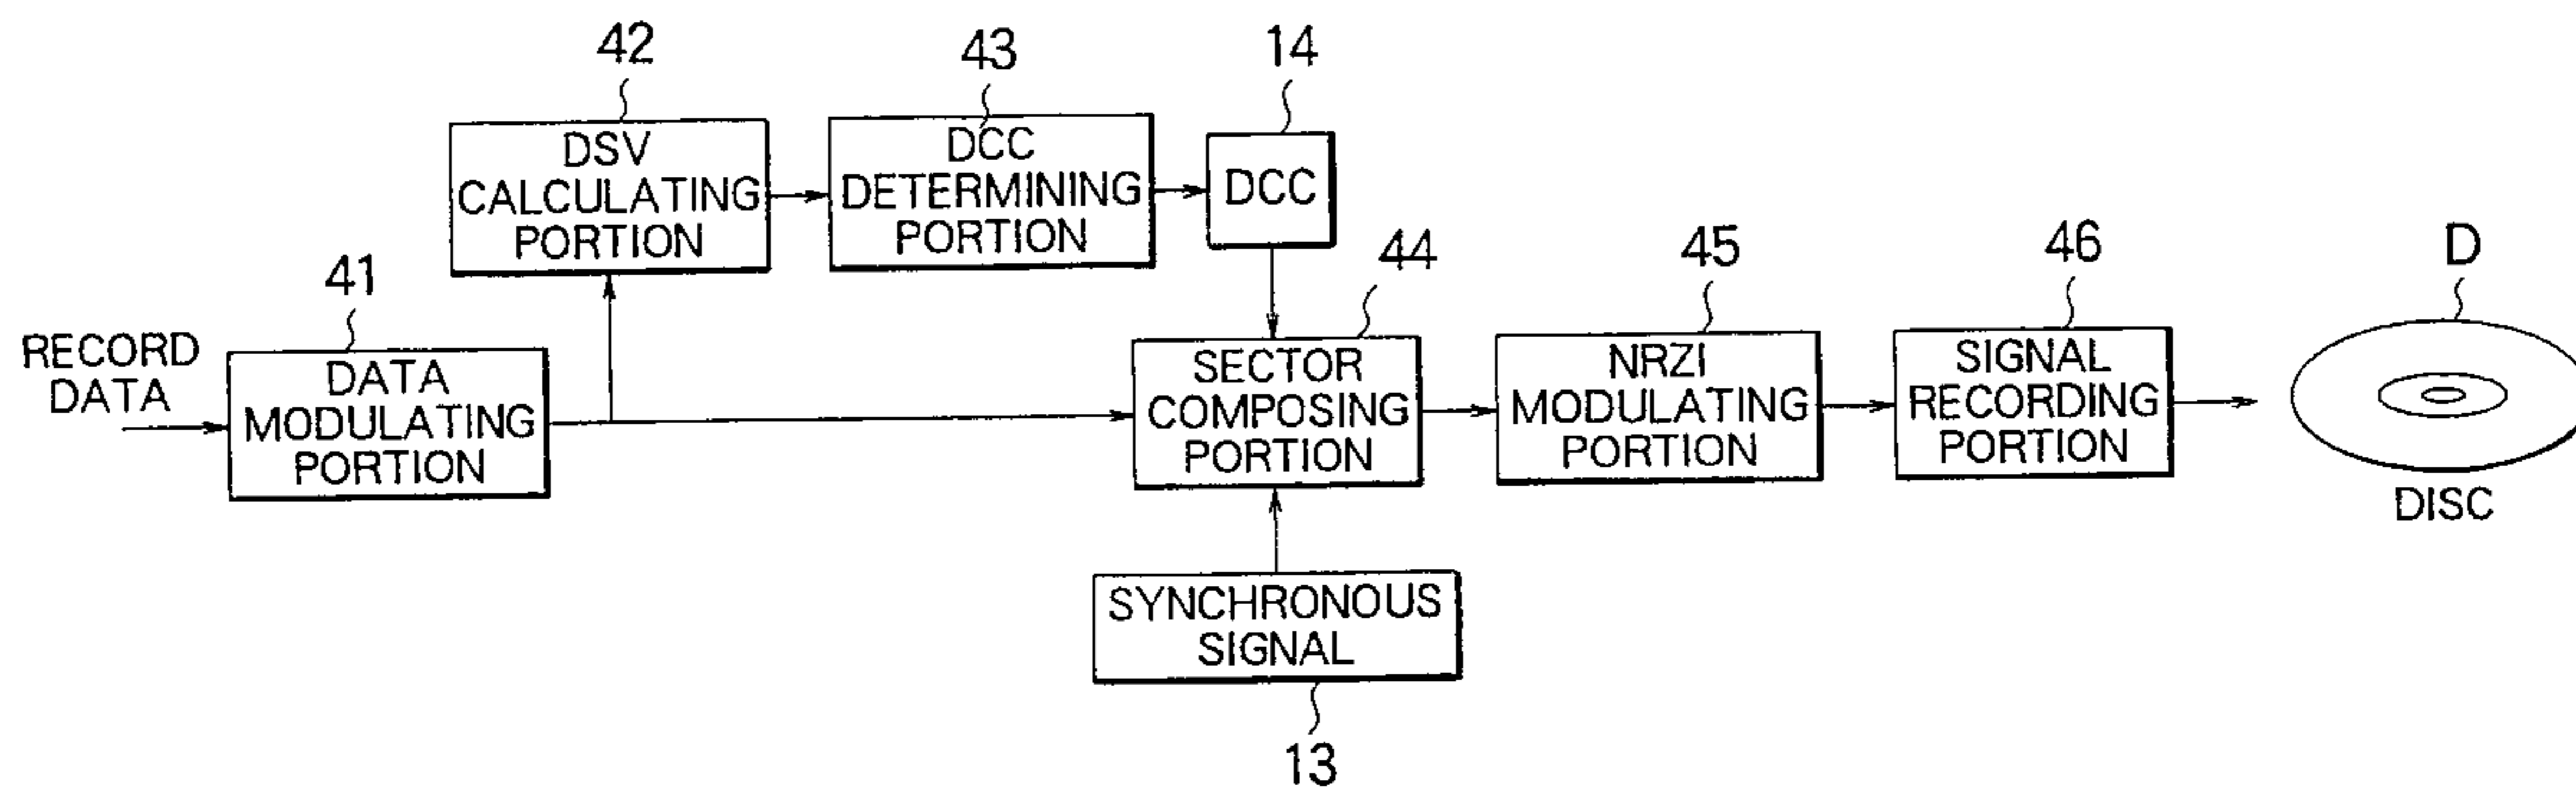 42
43
14
DSV
CALCULATING
PORTION
DCC
DETERMINING
PORTION
DCC
41
44
45
46
D
RECORD
DATA
DATA
MODULATING
PORTION
SECTOR
COMPOSING
PORTION
NRZI
MODULATING
PORTION
SIGNAL
RECORDING
PORTION
DISC
SYNCHRONOUS
SIGNAL
13